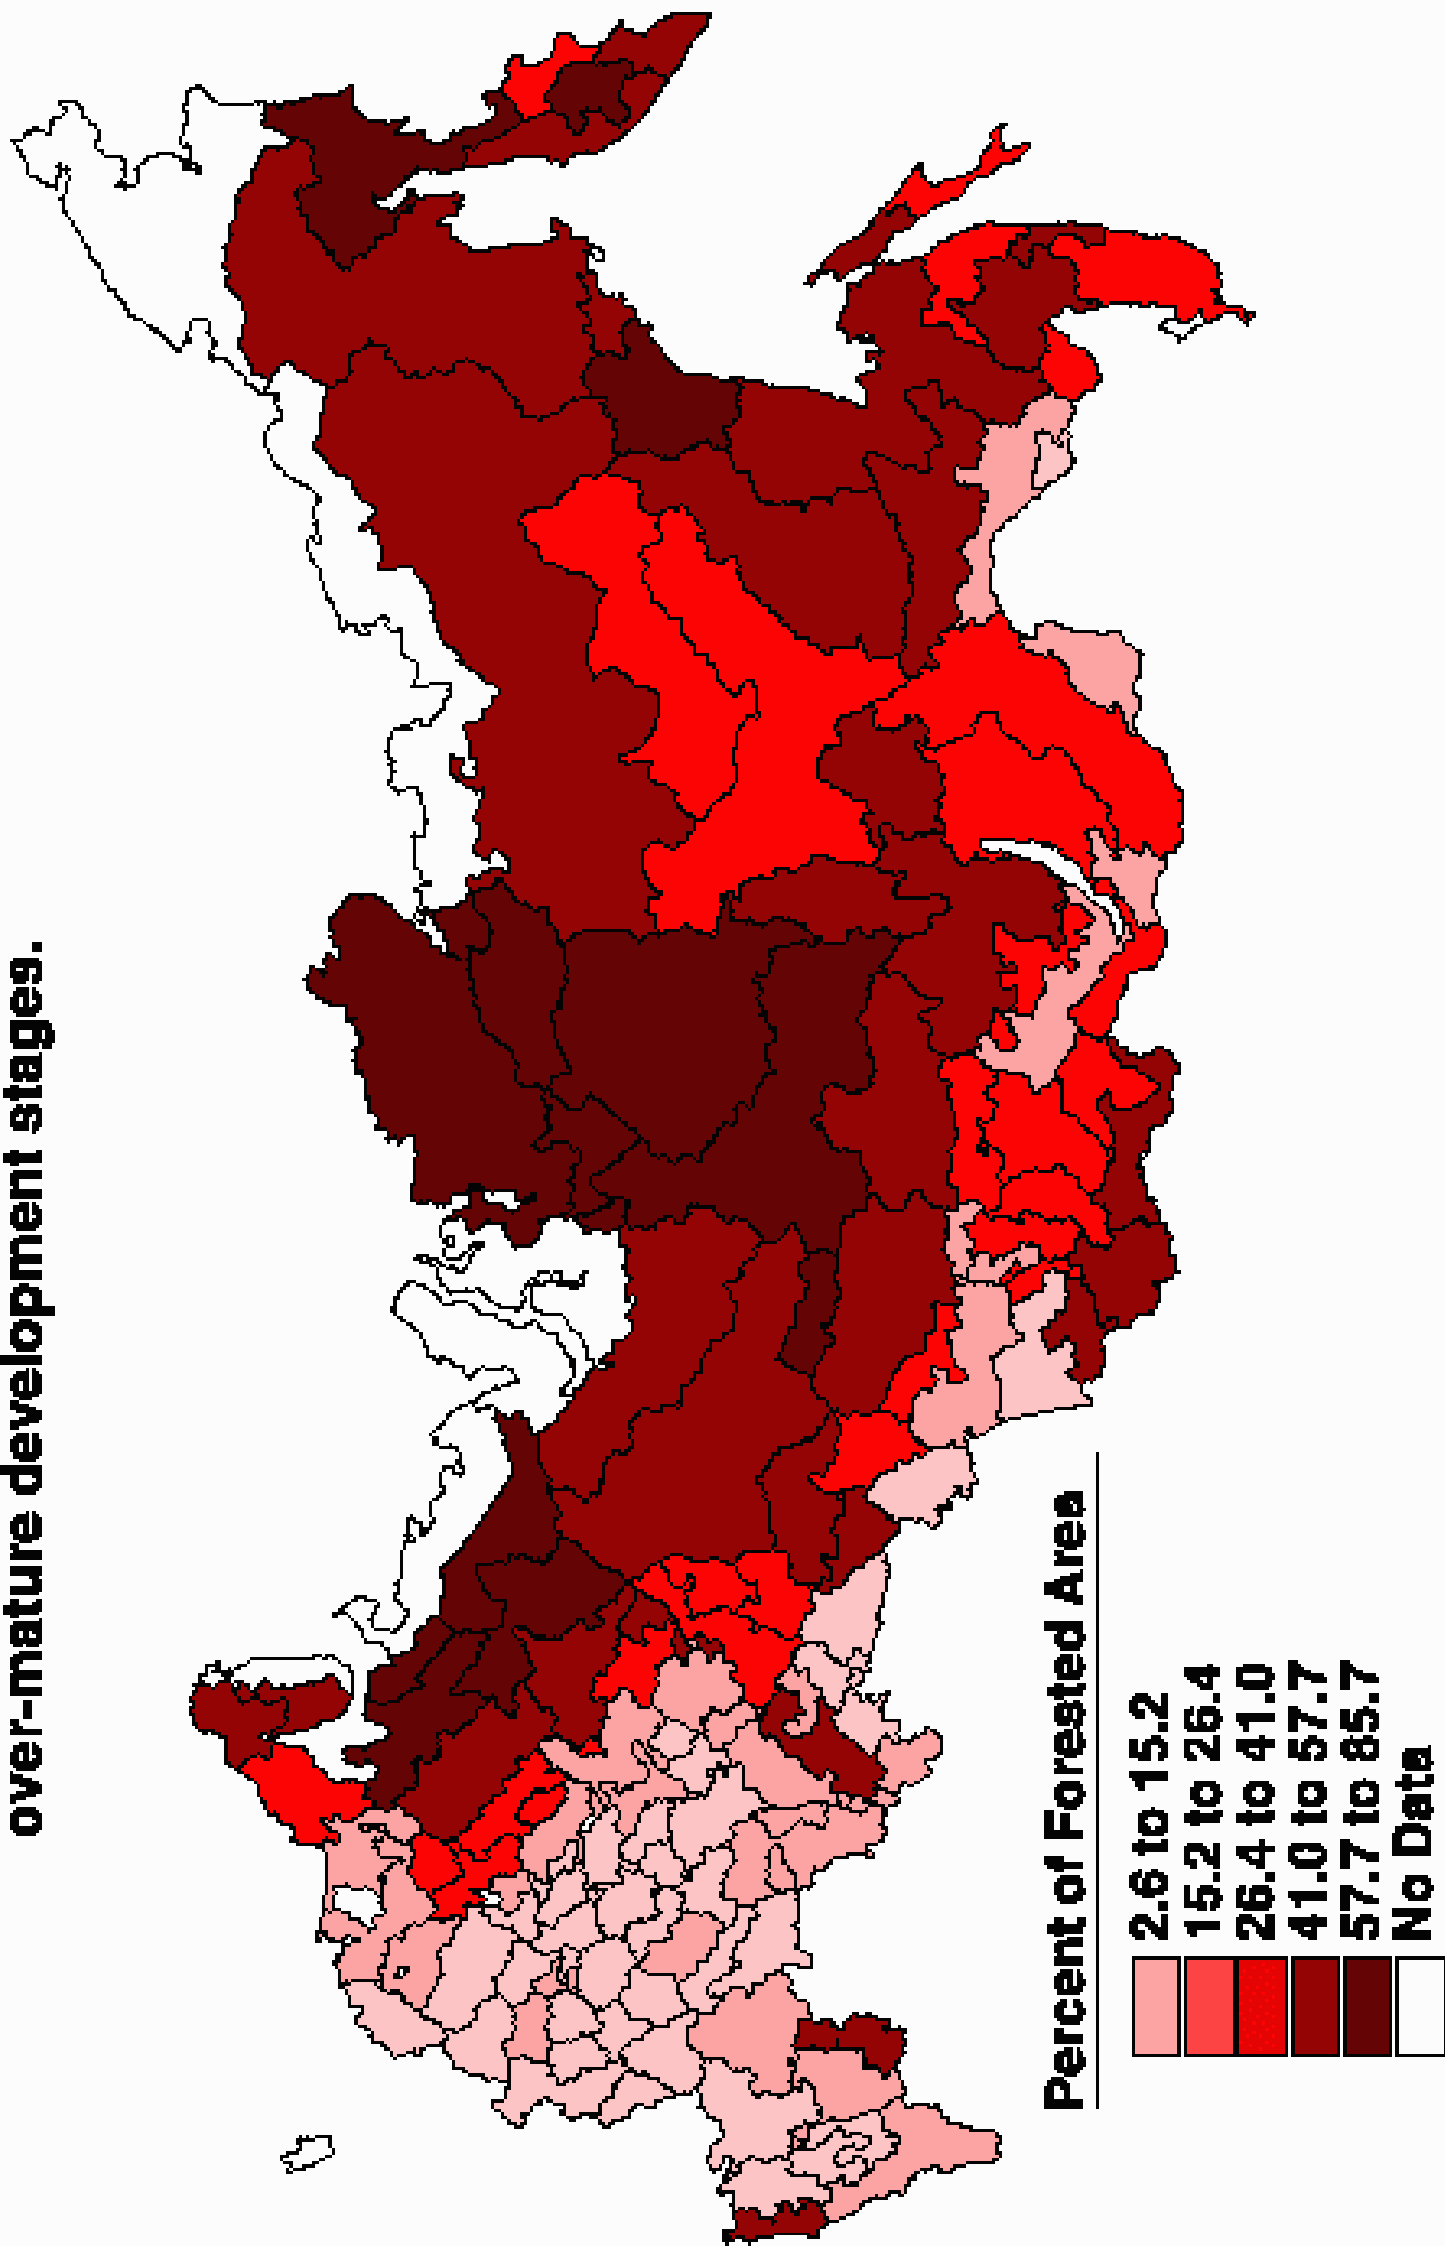 over-mature development stages.
Percent of Forested Area
2.6 to 15.2
15.2 to 26.4
26.4 to 41.0
41.0 to 57.7
57.7 to 85.7
No Data